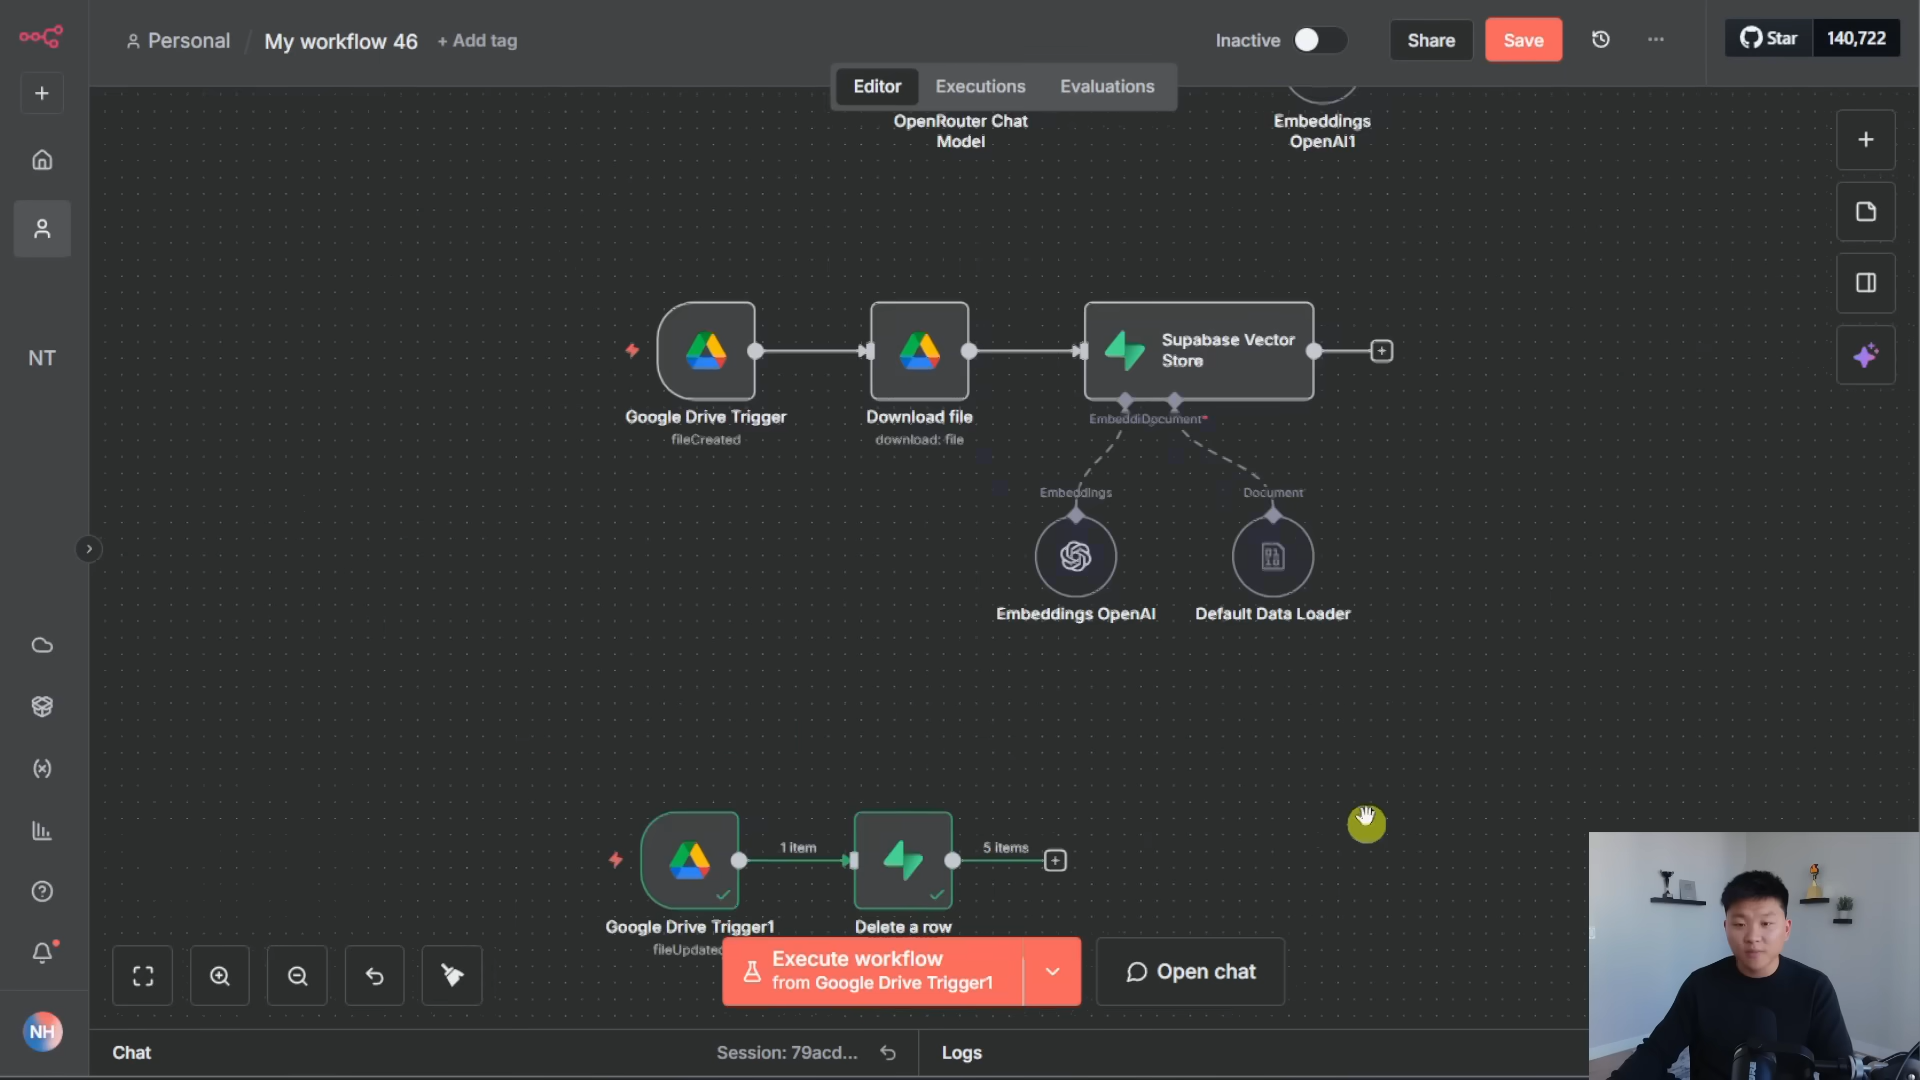 Personal / My workflow 46 + Add tag
Inactive
Share
Save
Star 140,722
Editor Executions Evaluations
OpenRouter Chat
Model
Embeddings
OpenAI1
NT
Supabase Vector
Store
Google Drive Trigger
fileCreated
Download file
download: file
Document*
Embeddings
Document
Embeddings OpenAI
Default Data Loader
1 item
5 items
Google Drive Trigger1
Delete a row
Execute workflow
from Google Drive Trigger1
Open chat
NH
Chat
Session: 79acd...
Logs